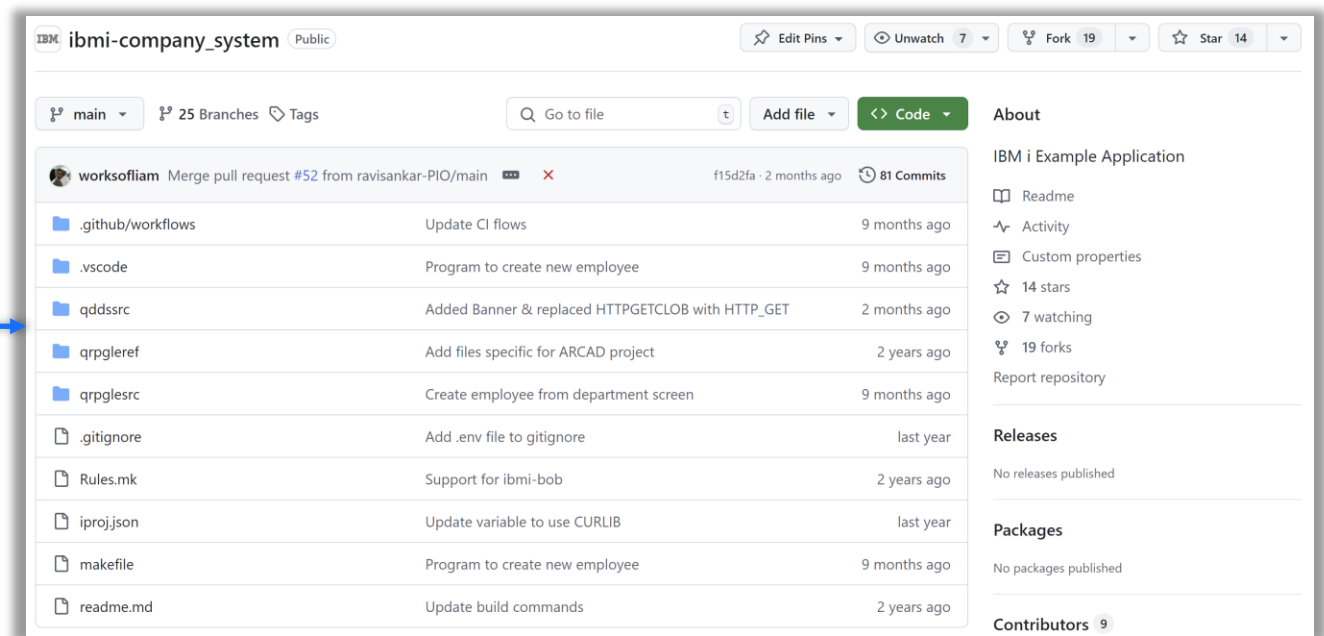 IBM ibmi-company_system Public Edit Pins Unwatch 7 Fork 19 Star 14
main 25 Branches Tags Go to file t Add file Code
worksofliam Merge pull request #52 from ravisankar-PIO/main f15d2fa · 2 months ago 81 Commits
.github/workflows Update CI flows 9 months ago
.vscode Program to create new employee 9 months ago
qddssrc Added Banner & replaced HTTPGETCLOB with HTTP_GET 2 months ago
qrpgleref Add files specific for ARCAD project 2 years ago
qrpglesrc Create employee from department screen 9 months ago
.gitignore Add .env file to gitignore last year
Rules.mk Support for ibmi-bob 2 years ago
iproj.json Update variable to use CURLIB last year
makefile Program to create new employee 9 months ago
readme.md Update build commands 2 years ago
About
IBM i Example Application
Readme
Activity
Custom properties
14 stars
7 watching
19 forks
Report repository
Releases
No releases published
Packages
No packages published
Contributors 9